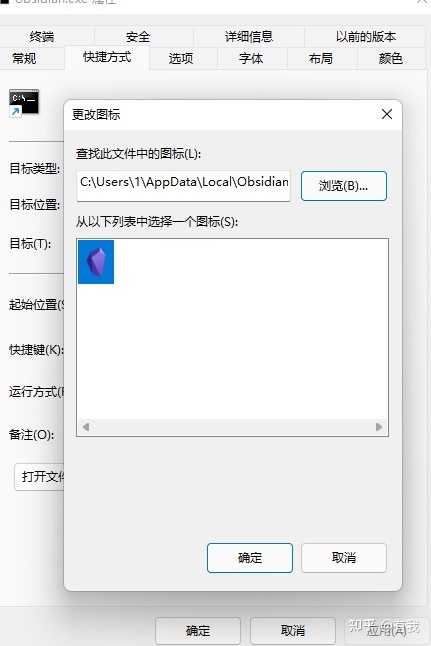 Obsidian.exe 属性
终端 安全 详细信息 以前的版本
常规 快捷方式 选项 字体 布局 颜色
C:\
更改图标
查找此文件中的图标(L):
C:\Users\1\AppData\Local\Obsidian
浏览(B)...
从以下列表中选择一个图标(S):
目标类型:
目标位置:
目标(T):
起始位置(S
快捷键(K):
运行方式(R
备注(O):
打开文件
确定 取消
确定 取消 应用(A)
知乎 @有我